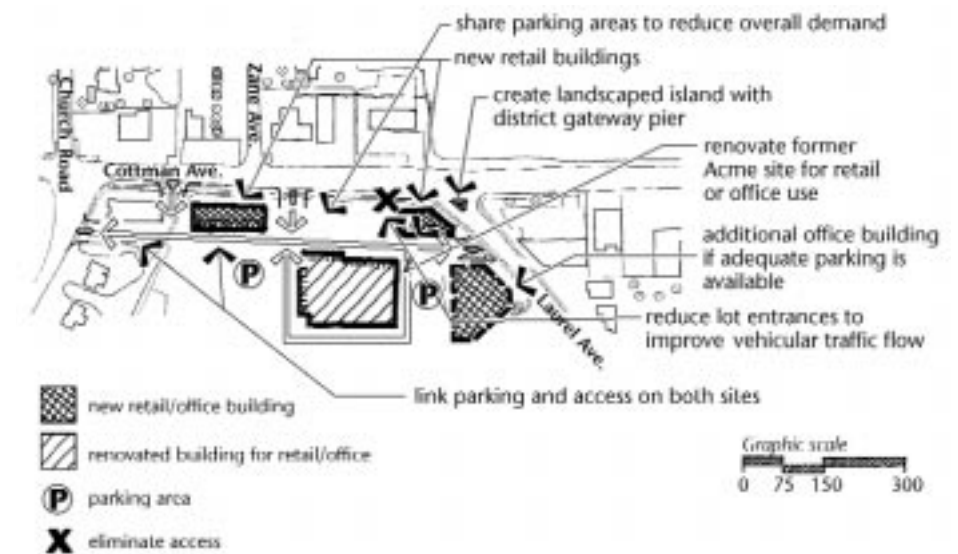 share parking areas to reduce overall demand
new retail buildings
create landscaped island with
district gateway pier
renovate former
Acme site for retail
or office use
additional office building
if adequate parking is
available
reduce lot entrances to
improve vehicular traffic flow
link parking and access on both sites
Church Road
Zane Ave.
Cottman Ave.
Laurel Ave.
P
P
new retail/office building
renovated building for retail/office
P parking area
X eliminate access
Graphic scale
0 75 150 300